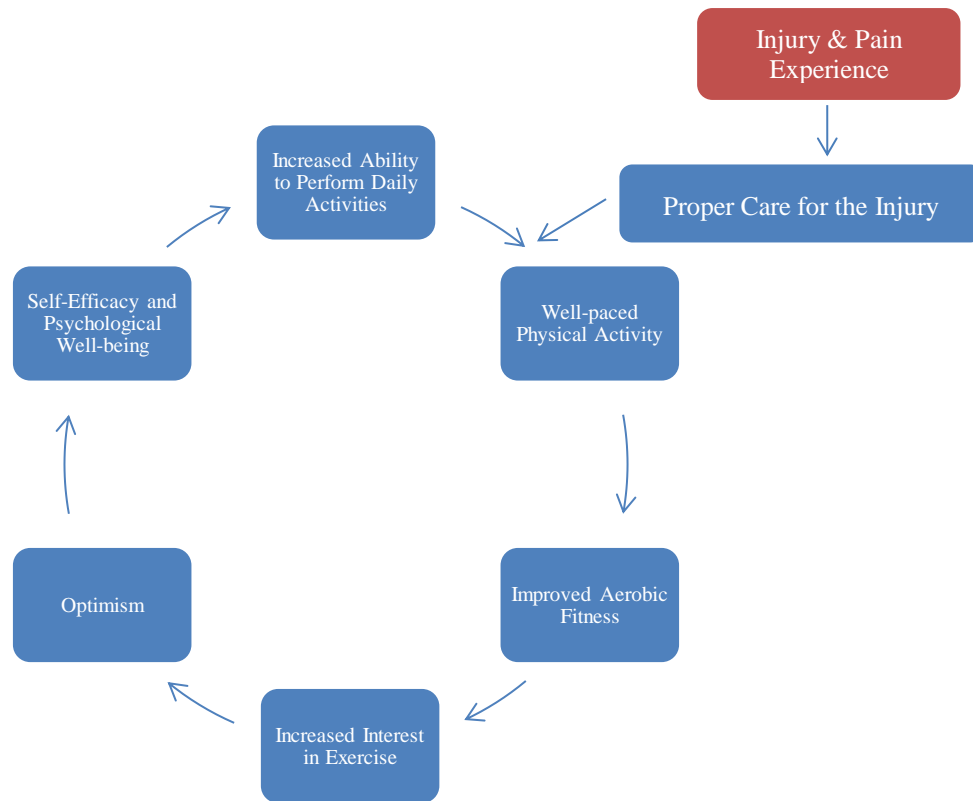 Injury & Pain
Experience
Proper Care for the Injury
Increased Ability
to Perform Daily
Activities
Well-paced
Physical Activity
Improved Aerobic
Fitness
Increased Interest
in Exercise
Optimism
Self-Efficacy and
Psychological
Well-being